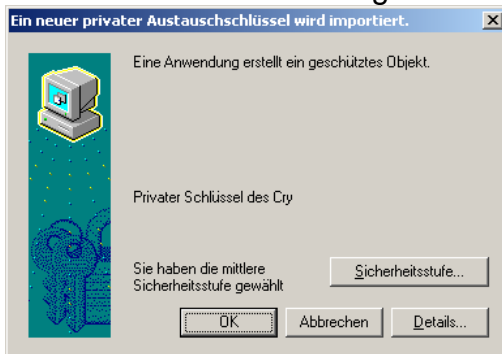 Ein neuer privater Austauschschlüssel wird importiert.
Eine Anwendung erstellt ein geschütztes Objekt.
Privater Schlüssel des Cry
Sie haben die mittlere
Sicherheitsstufe gewählt
Sicherheitsstufe...
OK
Abbrechen
Details...